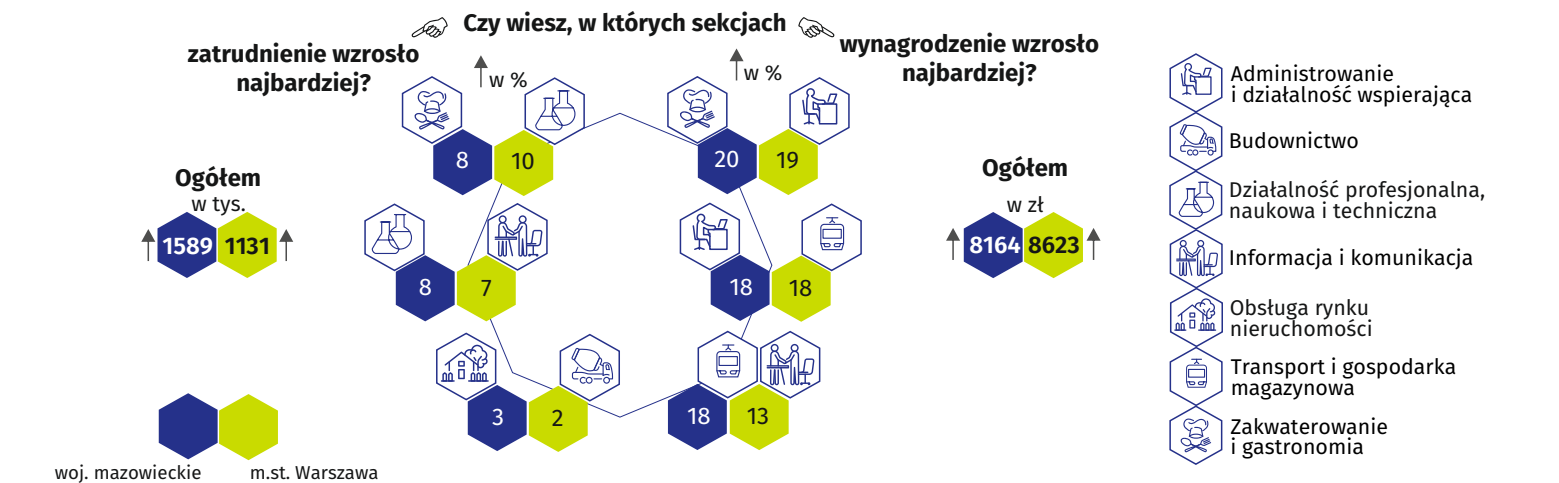 Czy wiesz, w których sekcjach
zatrudnienie wzrosło
najbardziej?
wynagrodzenie wzrosło
najbardziej?
w %
w %
8
10
20
19
Ogółem
w tys.
1589
1131
Ogółem
w zł
8164
8623
8
7
18
18
3
2
18
13
woj. mazowieckie
m.st. Warszawa
Administrowanie
i działalność wspierająca
Budownictwo
Działalność profesjonalna,
naukowa i techniczna
Informacja i komunikacja
Obsługa rynku
nieruchomości
Transport i gospodarka
magazynowa
Zakwaterowanie
i gastronomia